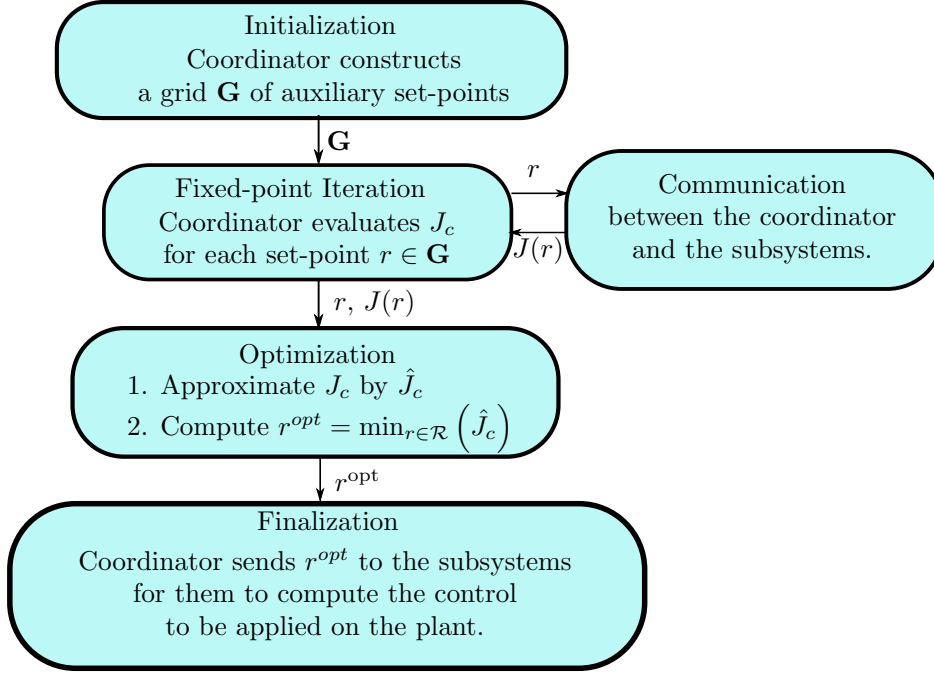 Initialization
Coordinator constructs
a grid G of auxiliary set-points
G
Fixed-point Iteration
Coordinator evaluates J_c
for each set-point r ∈ G
r
J(r)
Communication
between the coordinator
and the subsystems.
r, J(r)
Optimization
1. Approximate J_c by Ĵ_c
2. Compute r^{opt} = min_{r∈ℛ} (Ĵ_c)
r^{opt}
Finalization
Coordinator sends r^{opt} to the subsystems
for them to compute the control
to be applied on the plant.